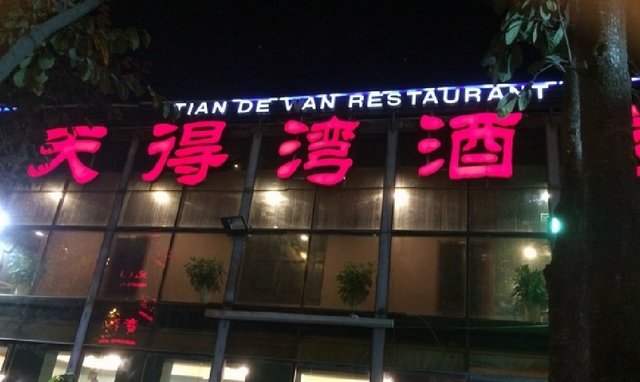 TIAN DE WAN RESTAURANT
天得湾酒